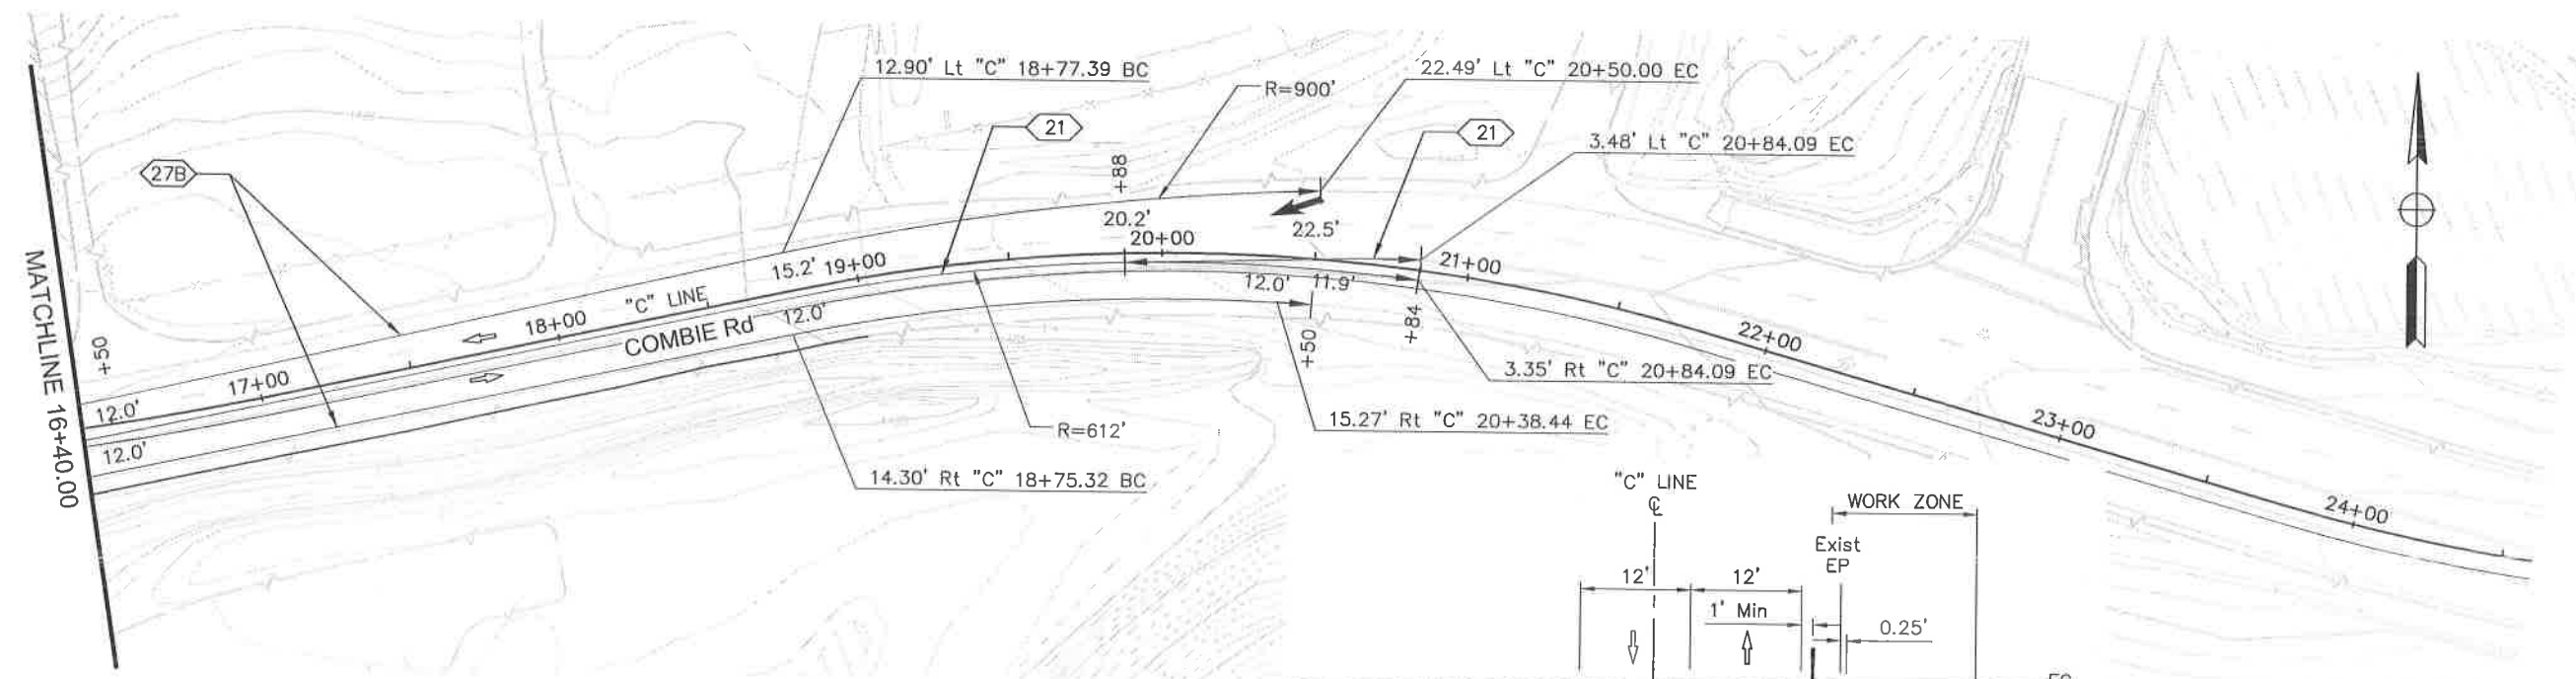 12.90' Lt "C" 18+77.39 BC
22.49' Lt "C" 20+50.00 EC
R=900'
21
21
3.48' Lt "C" 20+84.09 EC
27B
+88
20.2'
20+00
22.5'
15.2' 19+00
21+00
"C" LINE
12.0' 11.9'
18+00
12.0'
COMBIE Rd
+50
+84
22+00
MATCHLINE 16+40.00
+50
17+00
12.0'
12.0'
3.35' Rt "C" 20+84.09 EC
15.27' Rt "C" 20+38.44 EC
R=612'
23+00
14.30' Rt "C" 18+75.32 BC
24+00
"C" LINE
℄
WORK ZONE
Exist
EP
12'
12'
1' Min
0.25'